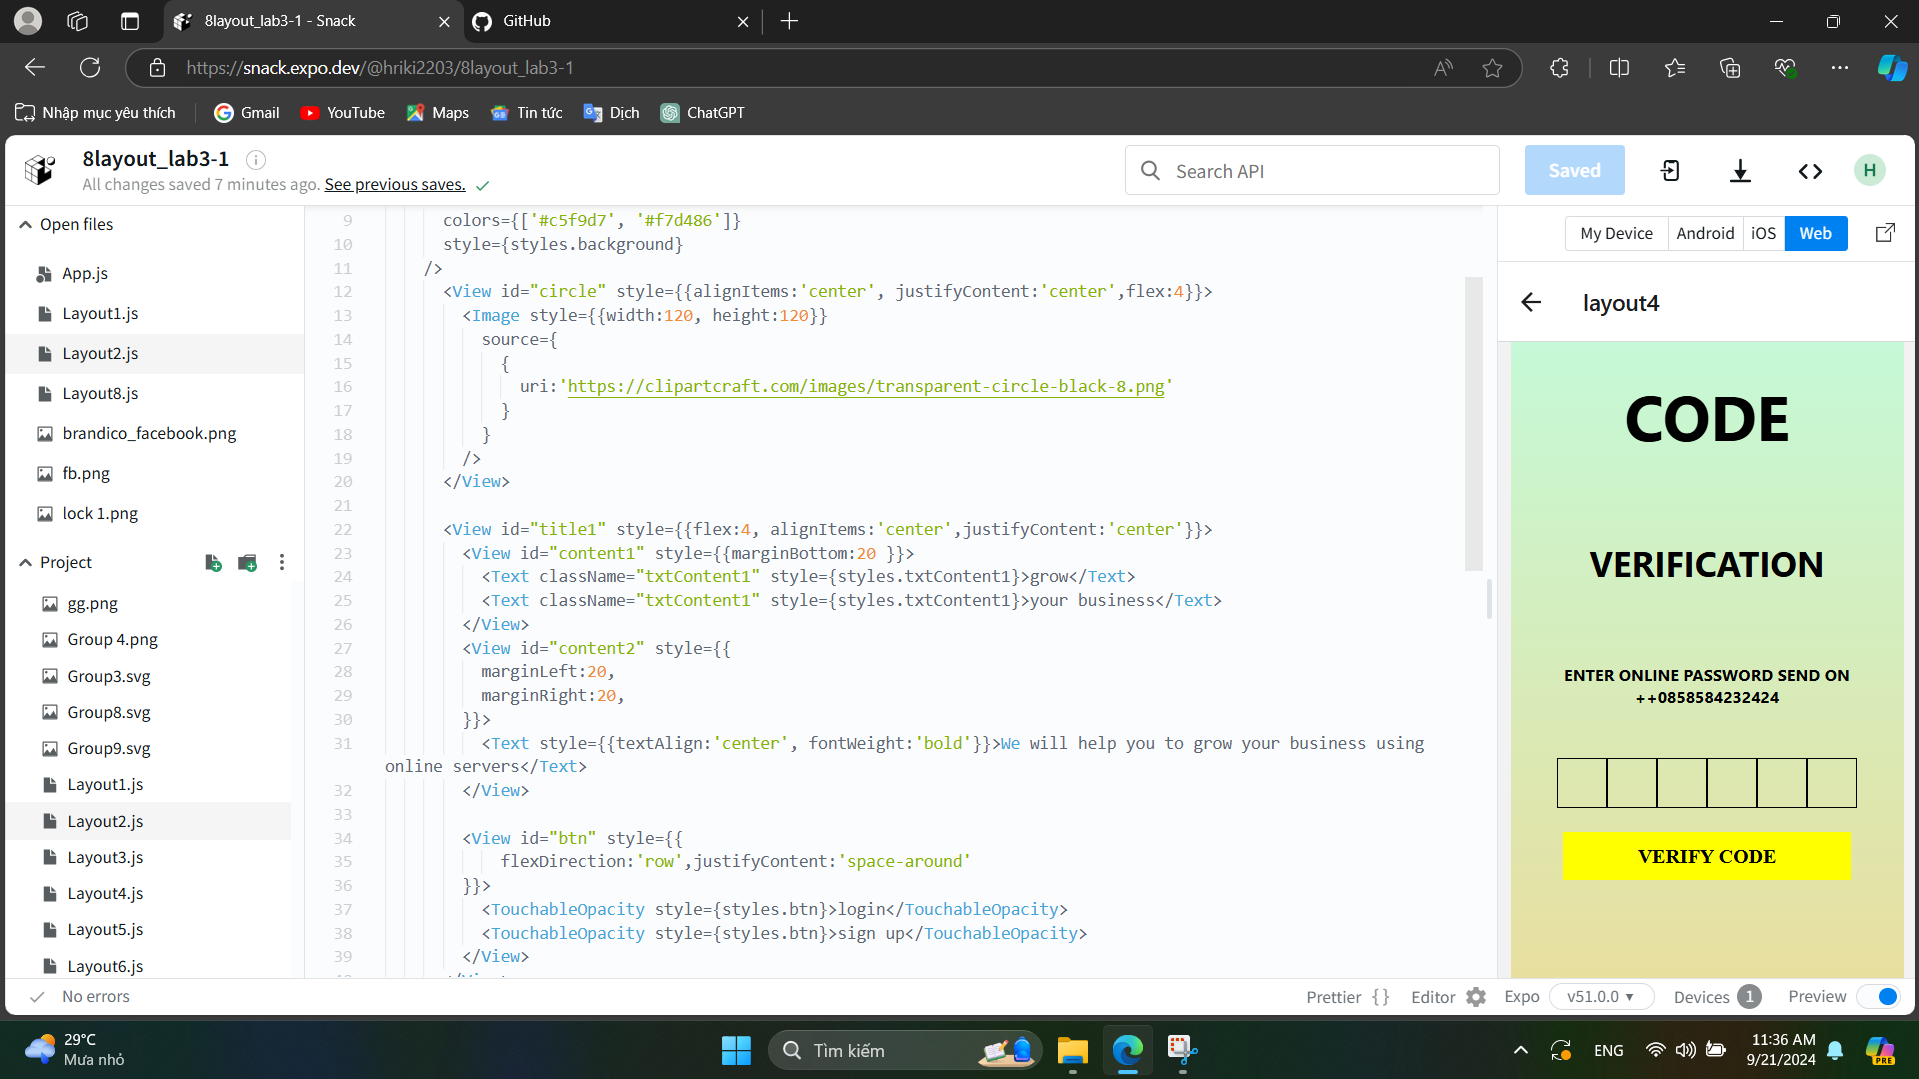 8layout_lab3-1 - Snack
GitHub
https://snack.expo.dev/@hriki2203/8layout_lab3-1
Nhập mục yêu thích
Gmail
YouTube
Maps
Tin tức
Dịch
ChatGPT
8layout_lab3-1
All changes saved 7 minutes ago. See previous saves.
Search API
Saved
H
Open files
App.js
Layout1.js
Layout2.js
Layout8.js
brandico_facebook.png
fb.png
lock 1.png
Project
gg.png
Group 4.png
Group3.svg
Group8.svg
Group9.svg
Layout1.js
Layout2.js
Layout3.js
Layout4.js
Layout5.js
Layout6.js
9 colors={['#c5f9d7', '#f7d486']}
10 style={styles.background}
11 />
12 <View id="circle" style={{alignItems:'center', justifyContent:'center',flex:4}}>
13 <Image style={{width:120, height:120}}
14 source={
15 {
16 uri:'https://clipartcraft.com/images/transparent-circle-black-8.png'
17 }
18 }
19 />
20 </View>
21
22 <View id="title1" style={{flex:4, alignItems:'center',justifyContent:'center'}}>
23 <View id="content1" style={{marginBottom:20 }}>
24 <Text className="txtContent1" style={styles.txtContent1}>grow</Text>
25 <Text className="txtContent1" style={styles.txtContent1}>your business</Text>
26 </View>
27 <View id="content2" style={{
28 marginLeft:20,
29 marginRight:20,
30 }}>
31 <Text style={{textAlign:'center', fontWeight:'bold'}}>We will help you to grow your business using
online servers</Text>
32 </View>
33
34 <View id="btn" style={{
35 flexDirection:'row',justifyContent:'space-around'
36 }}>
37 <TouchableOpacity style={styles.btn}>login</TouchableOpacity>
38 <TouchableOpacity style={styles.btn}>sign up</TouchableOpacity>
39 </View>
My Device
Android
iOS
Web
layout4
CODE
VERIFICATION
ENTER ONLINE PASSWORD SEND ON
++0858584232424
VERIFY CODE
No errors
Prettier {}
Editor
Expo
v51.0.0
Devices 1
Preview
29°C
Mưa nhỏ
Tìm kiếm
ENG
11:36 AM
9/21/2024
PRE